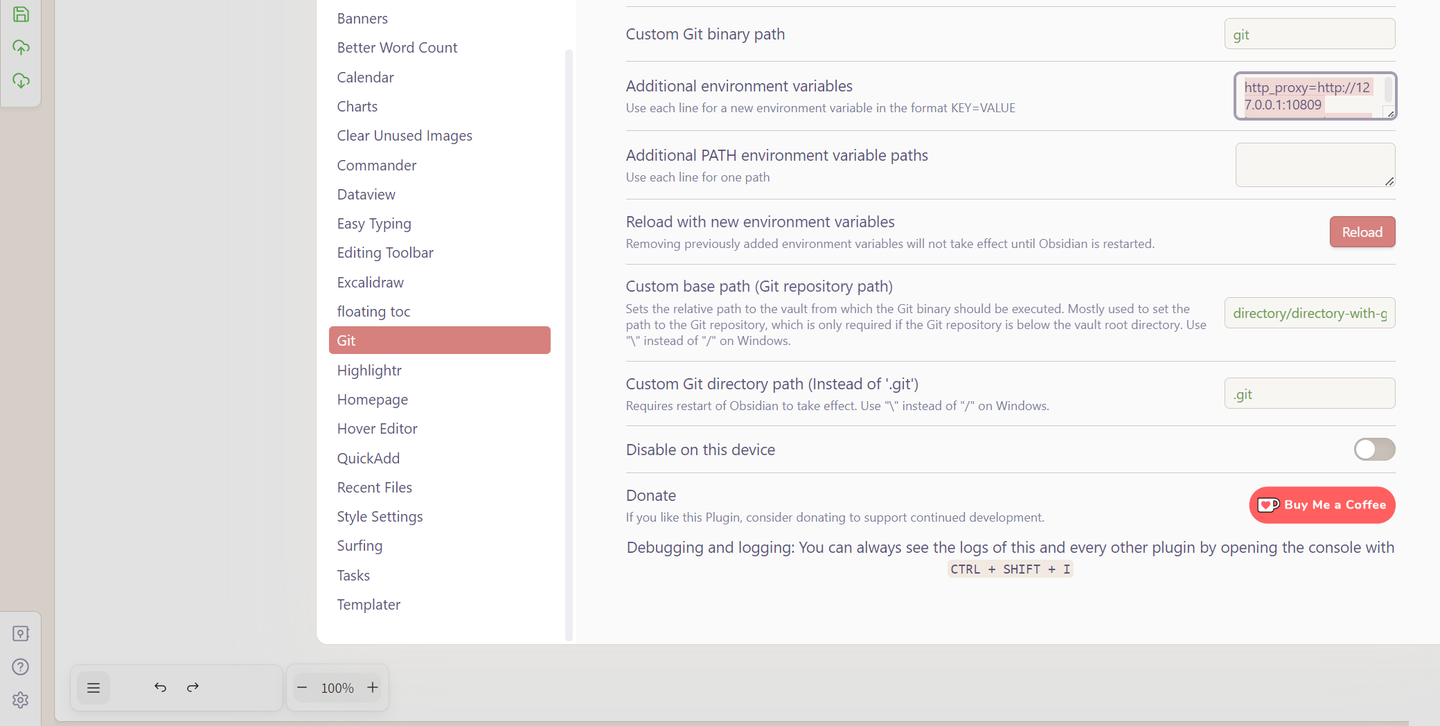 Banners
Better Word Count
Calendar
Charts
Clear Unused Images
Commander
Dataview
Easy Typing
Editing Toolbar
Excalidraw
floating toc
Git
Highlightr
Homepage
Hover Editor
QuickAdd
Recent Files
Style Settings
Surfing
Tasks
Templater
Custom Git binary path
git
Additional environment variables
Use each line for a new environment variable in the format KEY=VALUE
http_proxy=http://12
7.0.0.1:10809
Additional PATH environment variable paths
Use each line for one path
Reload with new environment variables
Removing previously added environment variables will not take effect until Obsidian is restarted.
Reload
Custom base path (Git repository path)
Sets the relative path to the vault from which the Git binary should be executed. Mostly used to set the
path to the Git repository, which is only required if the Git repository is below the vault root directory. Use
"\" instead of "/" on Windows.
directory/directory-with-g
Custom Git directory path (Instead of '.git')
Requires restart of Obsidian to take effect. Use "\" instead of "/" on Windows.
.git
Disable on this device
Donate
If you like this Plugin, consider donating to support continued development.
Buy Me a Coffee
Debugging and logging: You can always see the logs of this and every other plugin by opening the console with
CTRL + SHIFT + I
100%